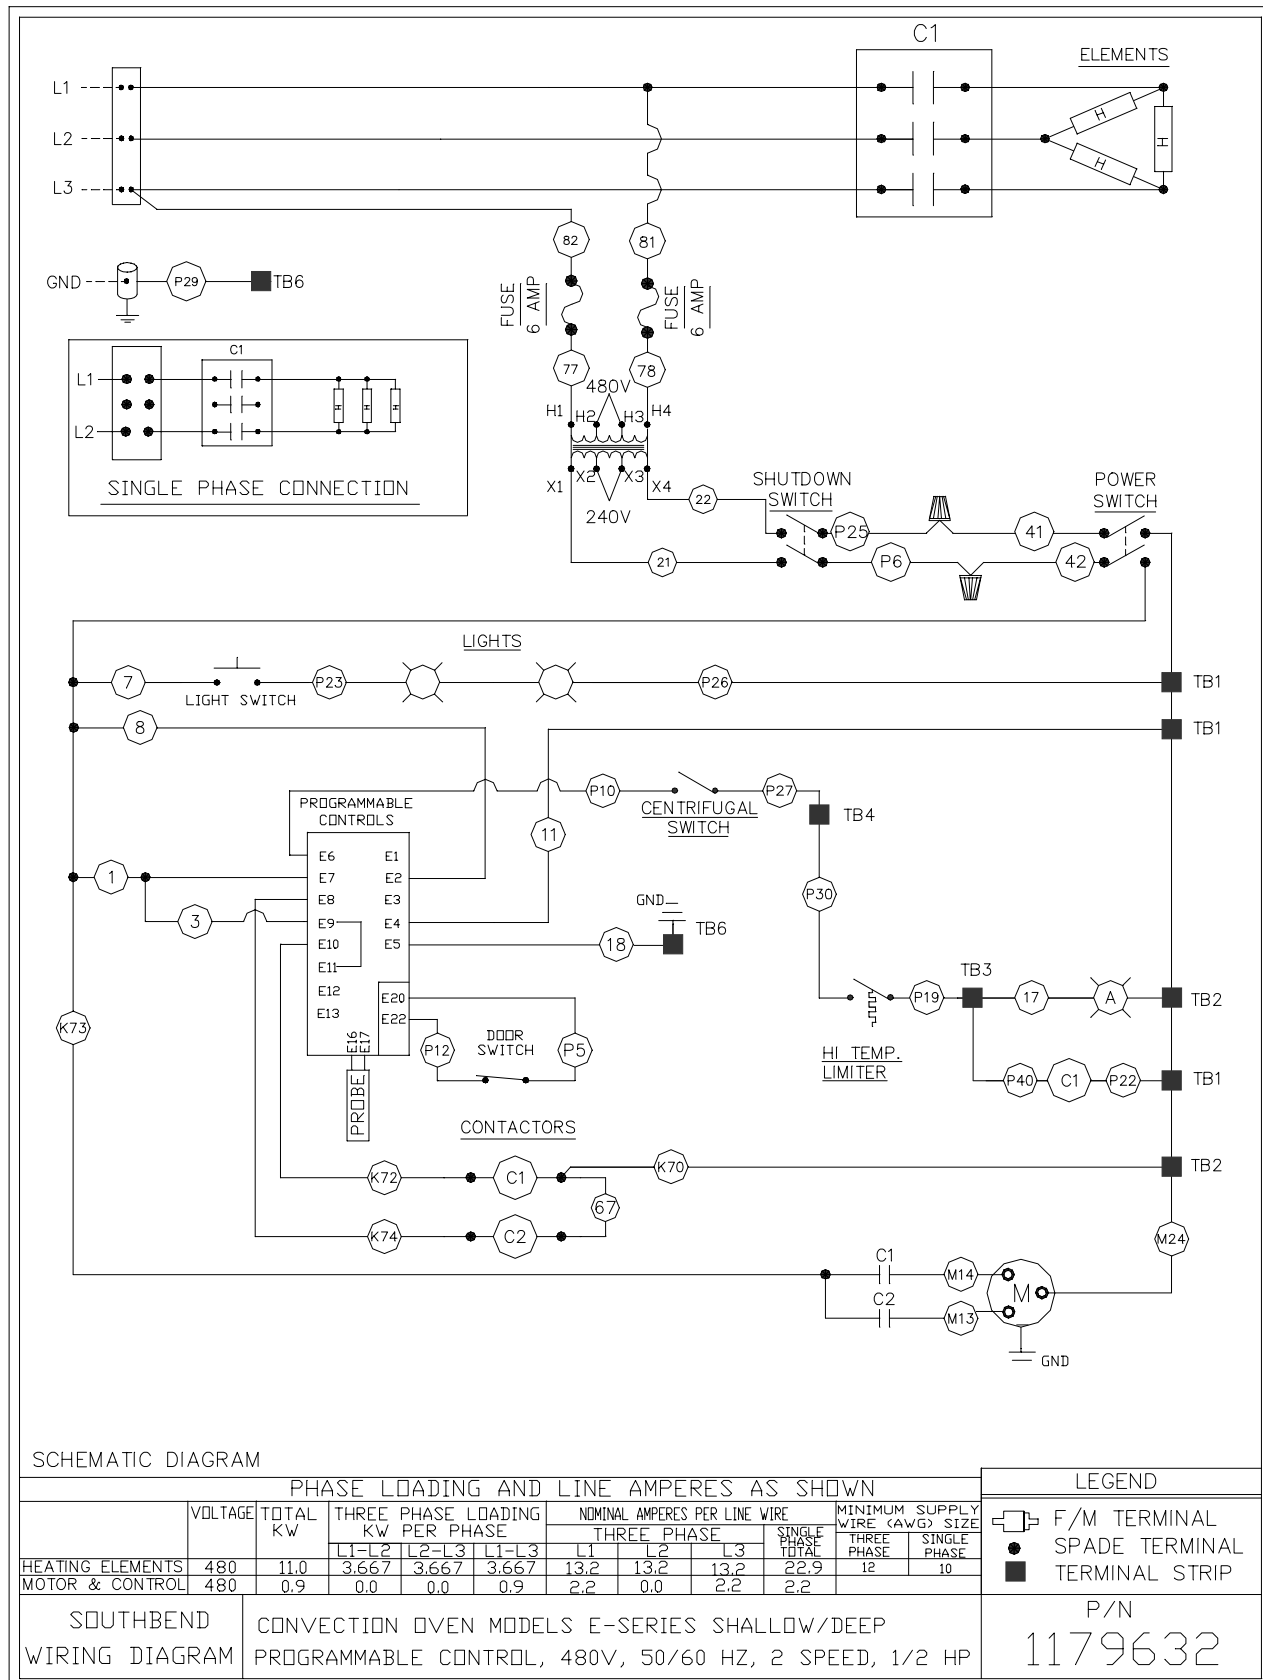 C1
ELEMENTS
L1
H
H
L2
H
L3
82
81
GND
P29
TB6
FUSE
6 AMP
FUSE
6 AMP
C1
L1
H
H
H
L2
SINGLE PHASE CONNECTION
77
78
480V
H1
H2
H3
H4
X1
X2
X3
X4
240V
22
SHUTDOWN
SWITCH
POWER
SWITCH
P25
41
21
P6
42
LIGHTS
7
LIGHT SWITCH
P23
P26
TB1
8
TB1
PROGRAMMABLE
CONTROLS
P10
CENTRIFUGAL
SWITCH
P27
TB4
11
E6
E1
1
E7
E2
E8
E3
P30
3
E9
E4
GND
TB6
E10
E5
18
E11
E12
E20
E13
E22
E16
E17
PROBE
P12
DOOR
SWITCH
P5
K73
HI TEMP.
LIMITER
P19
TB3
17
A
TB2
P40
C1
P22
TB1
CONTACTORS
K72
C1
K70
TB2
67
K74
C2
M24
C1
M14
M
C2
M13
GND
SCHEMATIC DIAGRAM
PHASE LOADING AND LINE AMPERES AS SHOWN
VOLTAGE
TOTAL
KW
THREE PHASE LOADING
KW PER PHASE
NOMINAL AMPERES PER LINE WIRE
MINIMUM SUPPLY
WIRE (AWG) SIZE
THREE PHASE
SINGLE
PHASE
TOTAL
THREE
PHASE
SINGLE
PHASE
L1-L2 L2-L3 L1-L3 L1 L2 L3
HEATING ELEMENTS 480 11.0 3.667 3.667 3.667 13.2 13.2 13.2 22.9 12 10
MOTOR & CONTROL 480 0.9 0.0 0.0 0.9 2.2 0.0 2.2 2.2
LEGEND
F/M TERMINAL
SPADE TERMINAL
TERMINAL STRIP
SOUTHBEND
WIRING DIAGRAM
CONVECTION OVEN MODELS E-SERIES SHALLOW/DEEP
PROGRAMMABLE CONTROL, 480V, 50/60 HZ, 2 SPEED, 1/2 HP
P/N
1179632